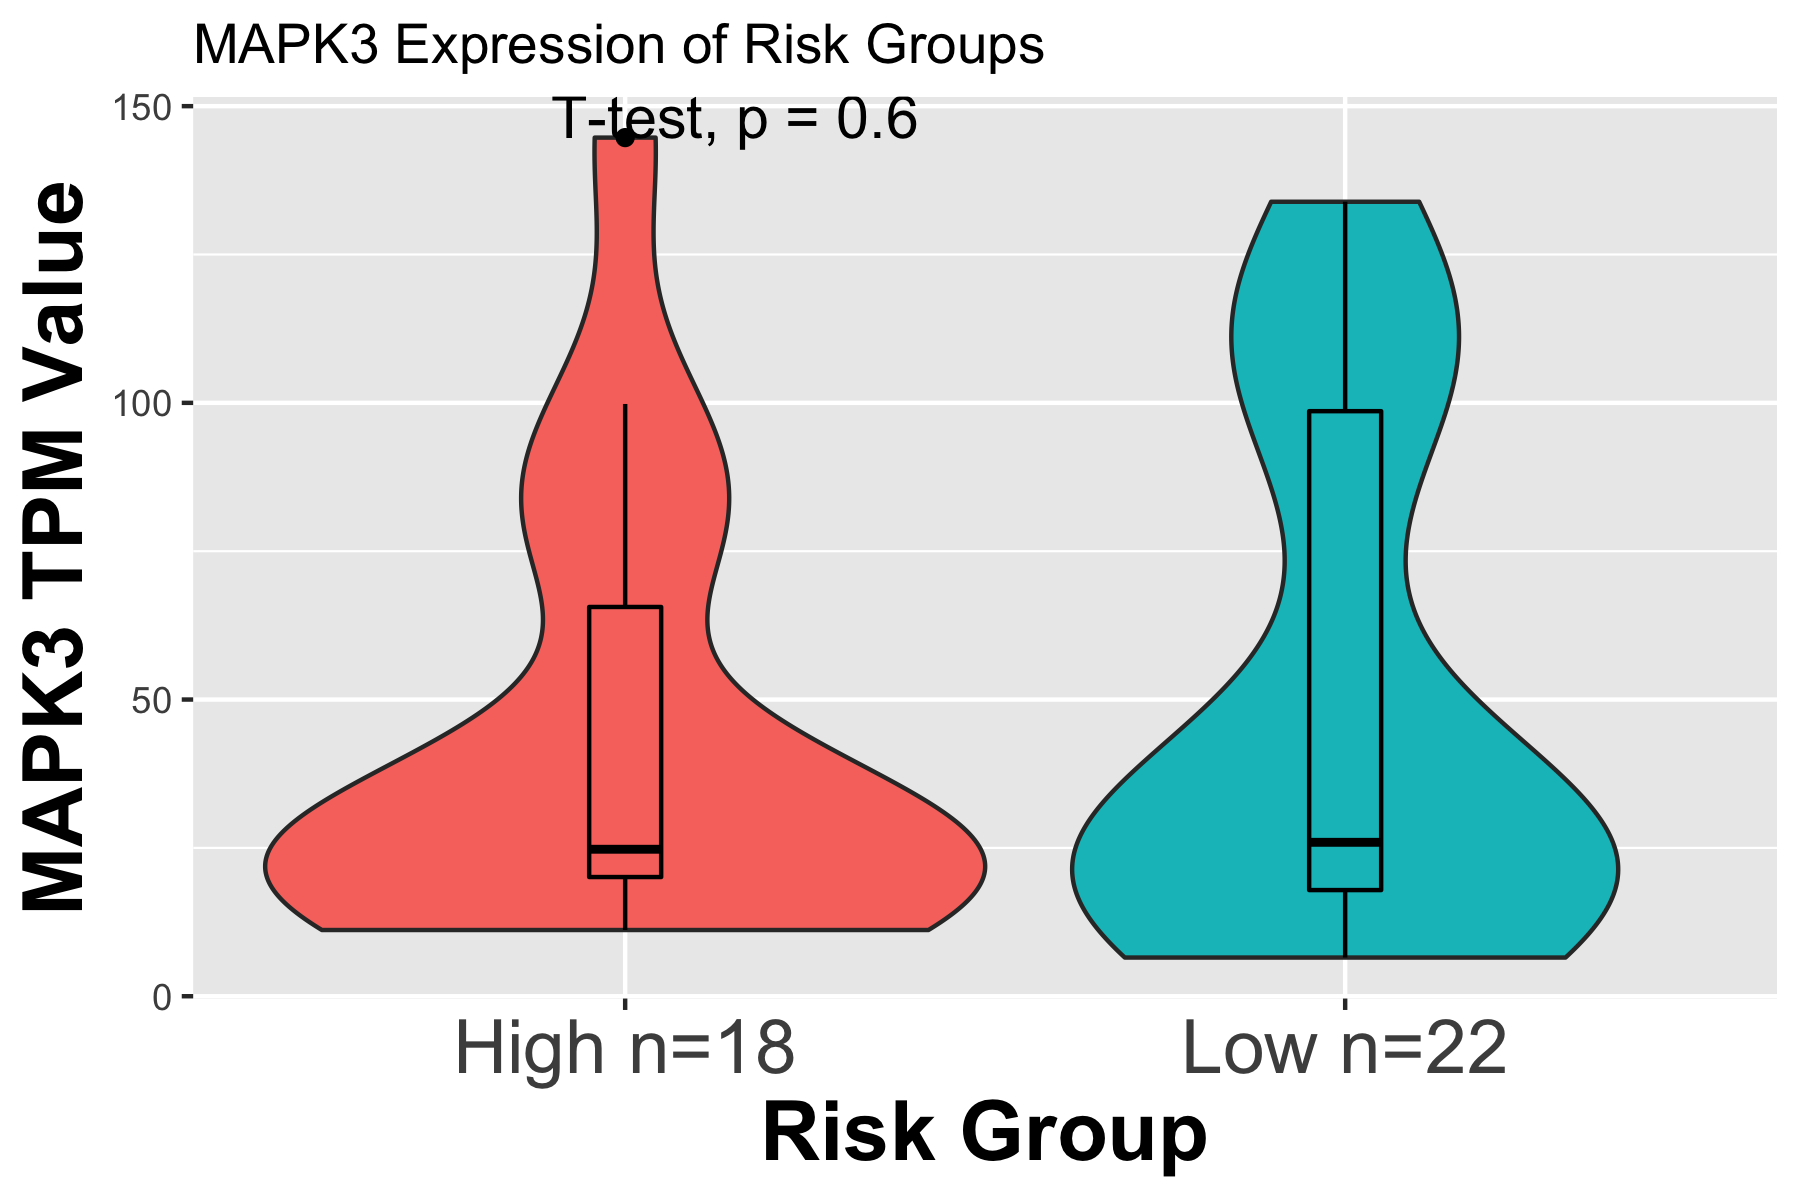 MAPK3 Expression of Risk Groups
T-test, p = 0.6
MAPK3 TPM Value
150
100
50
0
High n=18
Low n=22
Risk Group